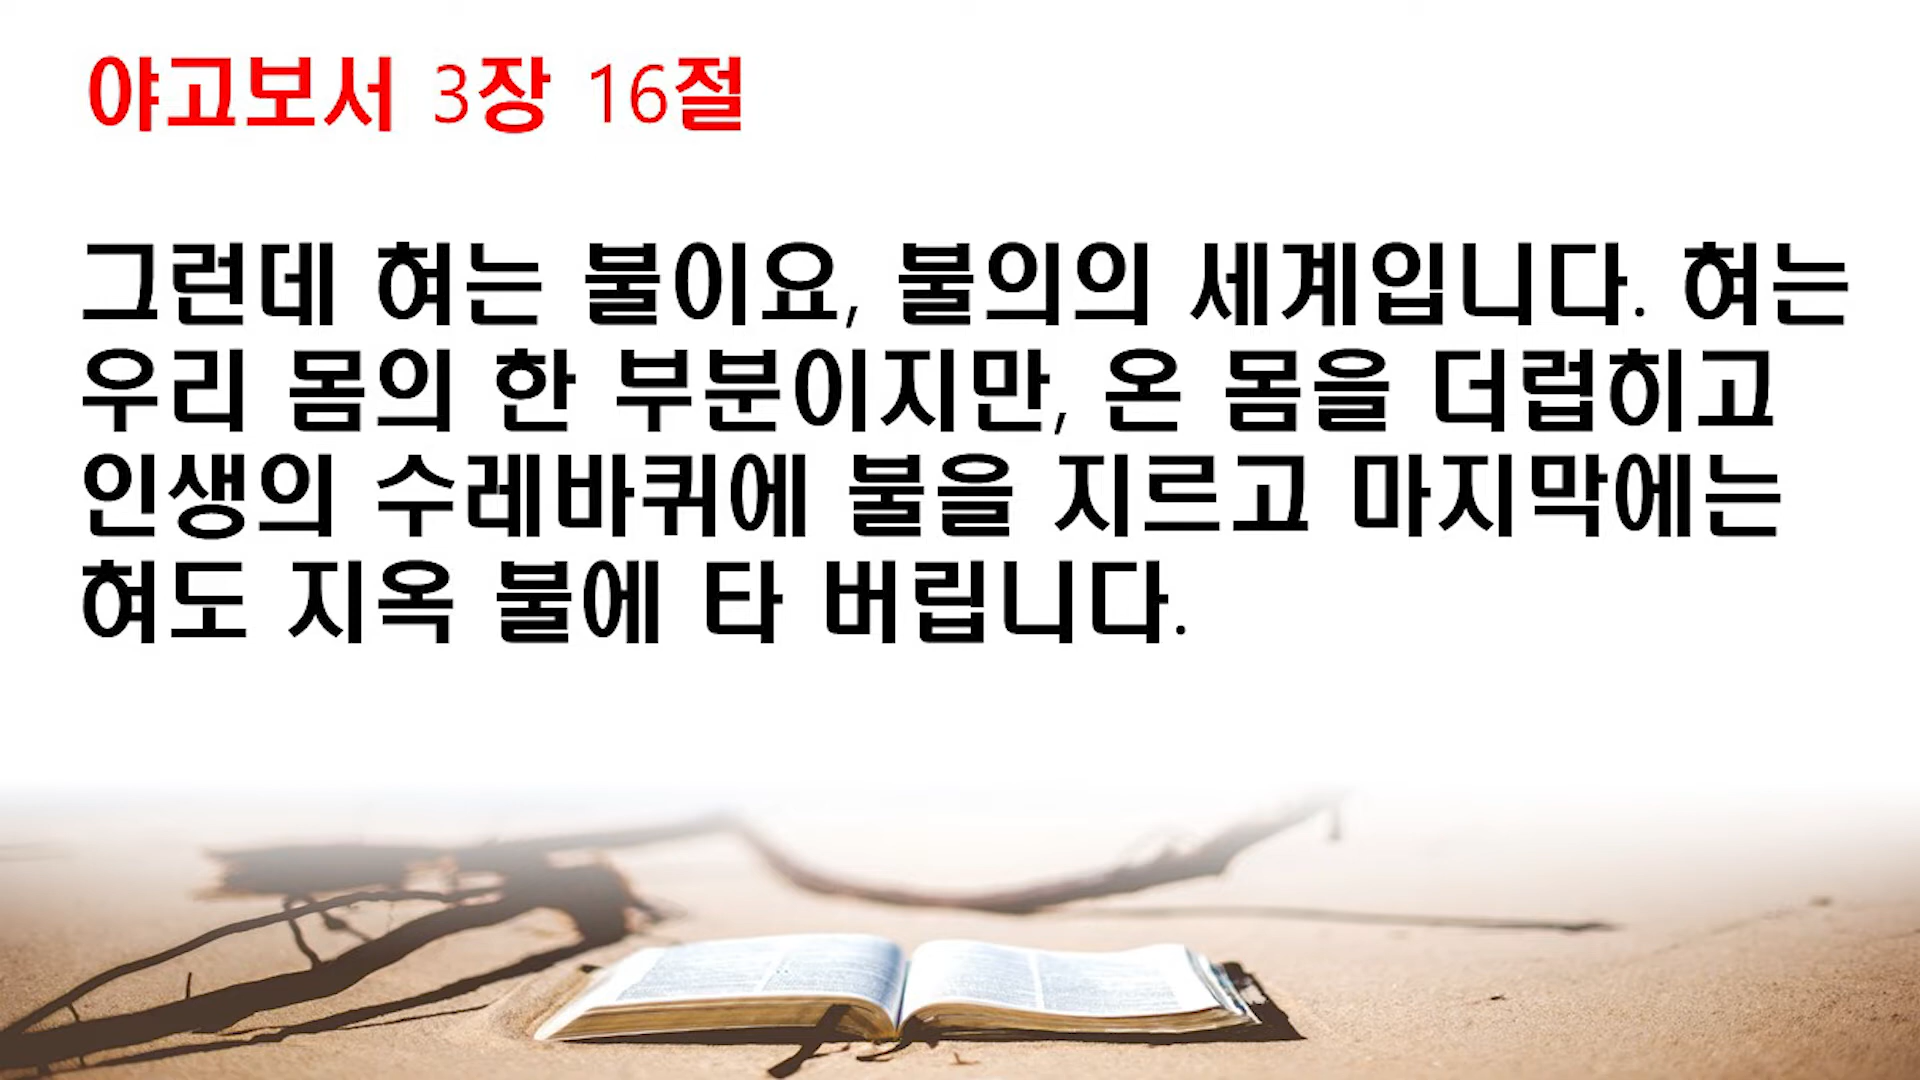 야고보서 3장 16절
그런데 혀는 불이요, 불의의 세계입니다. 혀는
우리 몸의 한 부분이지만, 온 몸을 더럽히고
인생의 수레바퀴에 불을 지르고 마지막에는
혀도 지옥 불에 타 버립니다.